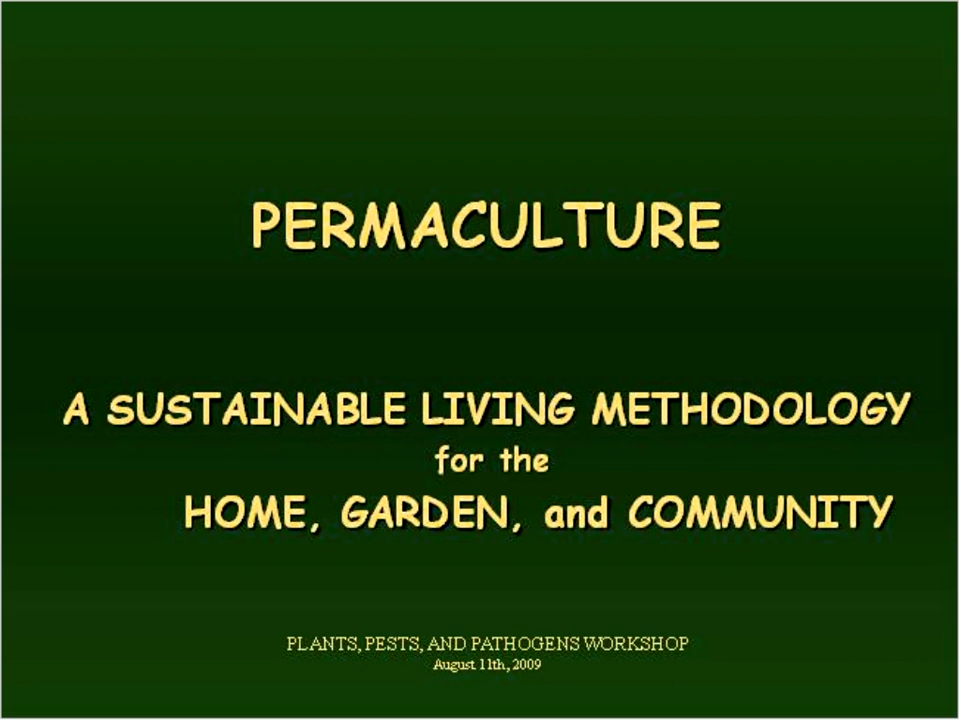 PERMACULTURE
A SUSTAINABLE LIVING METHODOLOGY
for the
HOME, GARDEN, and COMMUNITY
PLANTS, PESTS, AND PATHOGENS WORKSHOP
August 11th, 2009